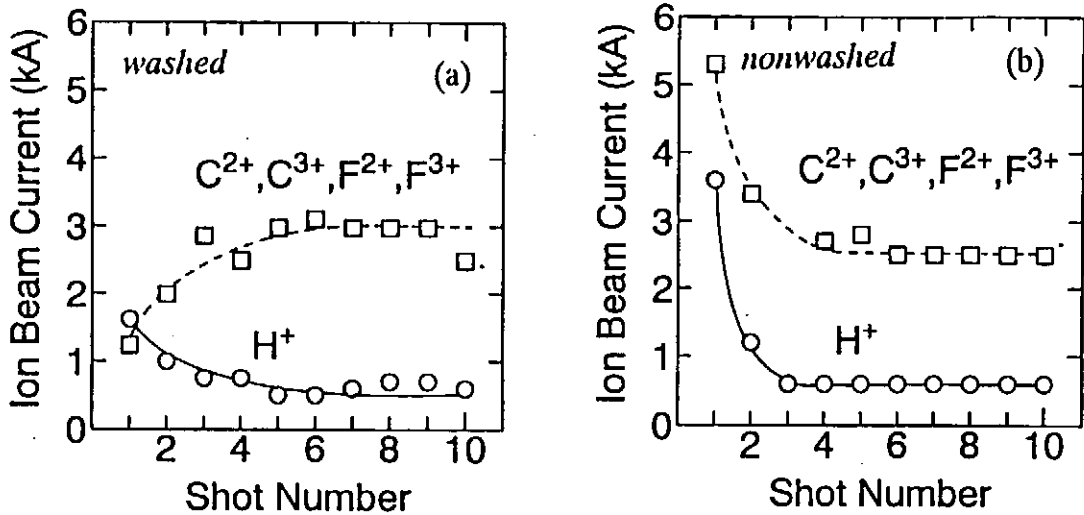 washed
(a)
C²⁺,C³⁺,F²⁺,F³⁺
H⁺
Ion Beam Current (kA)
6
5
4
3
2
1
0
2 4 6 8 10
Shot Number
nonwashed
(b)
C²⁺,C³⁺,F²⁺,F³⁺
H⁺
Ion Beam Current (kA)
6
5
4
3
2
1
0
2 4 6 8 10
Shot Number